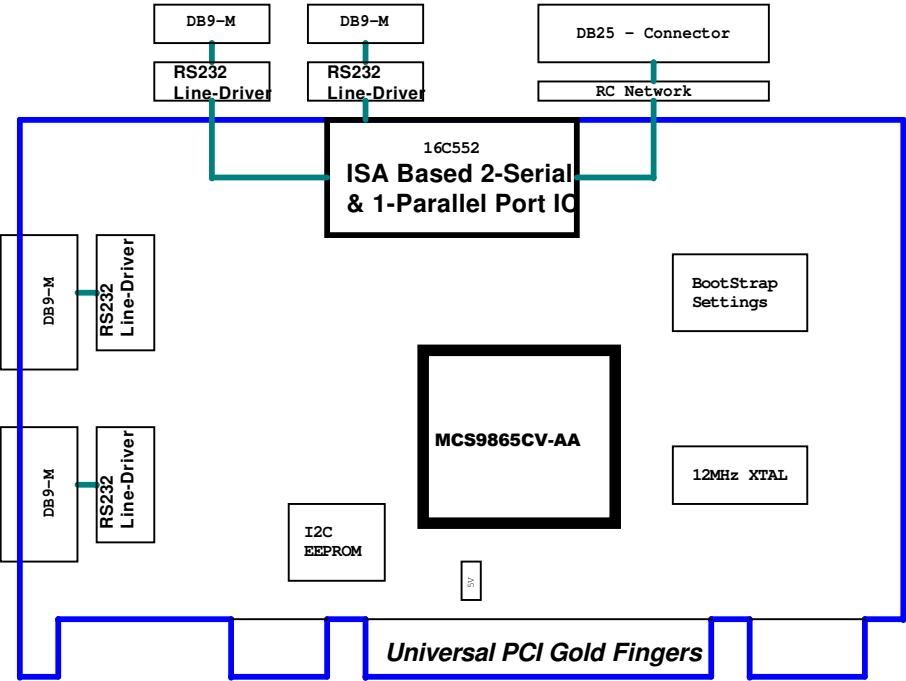 DB9-M
DB9-M
DB25 - Connector
RS232
Line-Driver
RS232
Line-Driver
RC Network
16C552
ISA Based 2-Serial
& 1-Parallel Port IC
DB9-M
RS232
Line-Driver
BootStrap
Settings
MCS9865CV-AA
DB9-M
RS232
Line-Driver
12MHz XTAL
I2C
EEPROM
5V
Universal PCI Gold Fingers